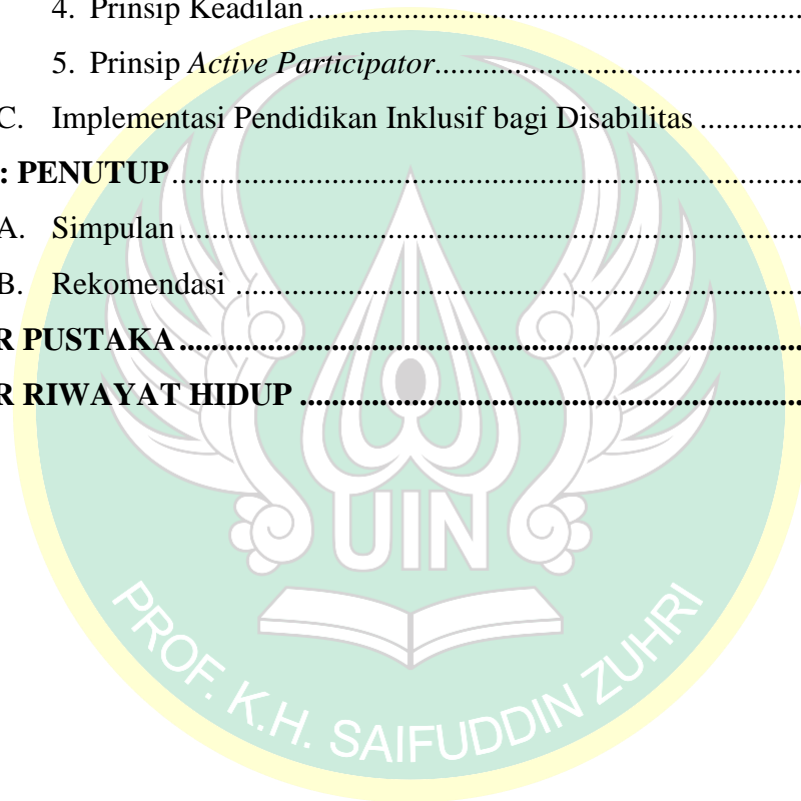 4. Prinsip Keadilan ..............................................................
5. Prinsip Active Participator..............................................
C. Implementasi Pendidikan Inklusif bagi Disabilitas .............
: PENUTUP...............................................................................
A. Simpulan ..............................................................................
B. Rekomendasi .......................................................................
R PUSTAKA ..............................................................................
R RIWAYAT HIDUP ...............................................................
UIN
PROF. K.H. SAIFUDDIN ZUHRI